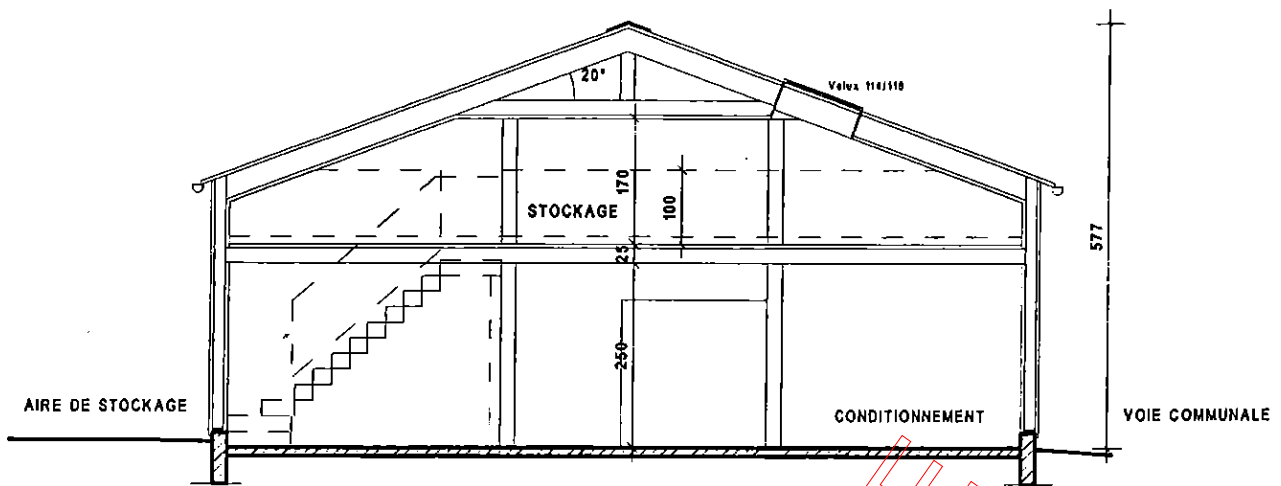 20°
Velux 114/118
170
STOCKAGE
100
577
25
250
AIRE DE STOCKAGE
CONDITIONNEMENT
VOIE COMMUNALE